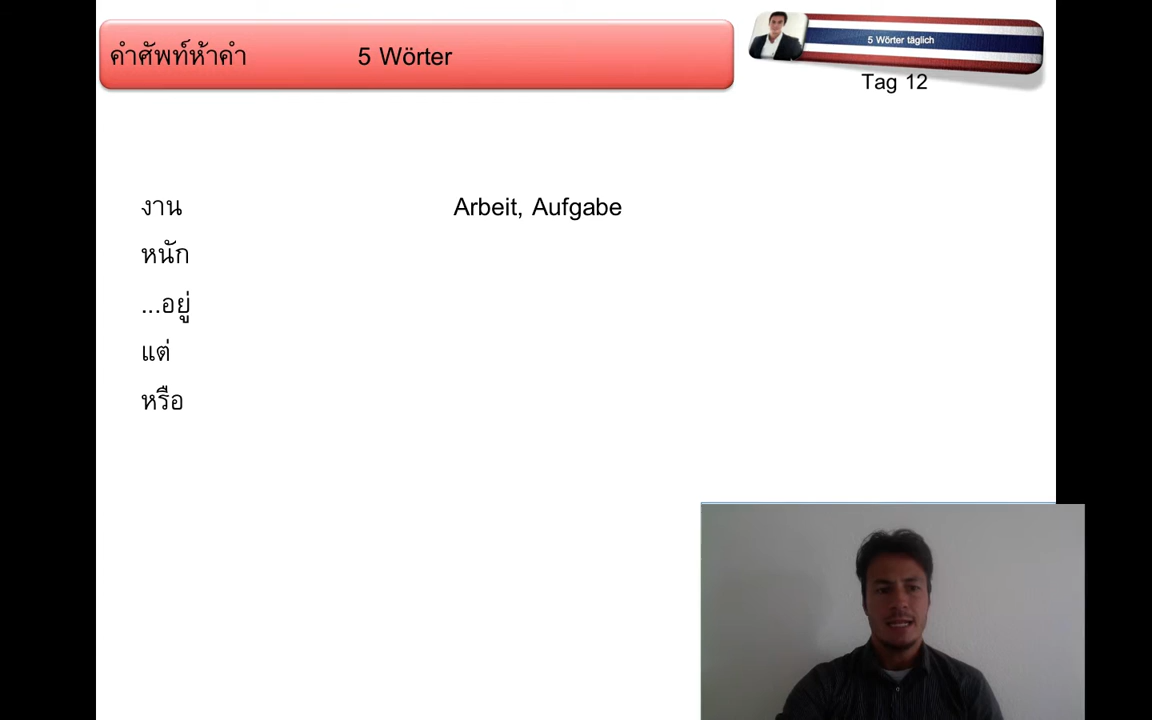 คำศัพท์ห้าคำ 5 Wörter
5 Wörter täglich
Tag 12
งาน Arbeit, Aufgabe
หนัก
...อยู่
แต่
หรือ